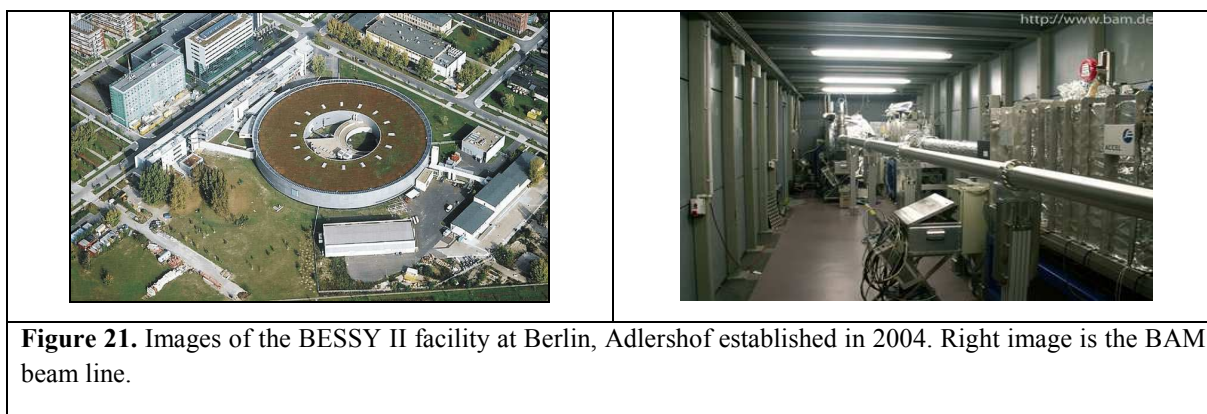 http://www.bam.de
ACCEL
Figure 21. Images of the BESSY II facility at Berlin, Adlershof established in 2004. Right image is the BAM
beam line.